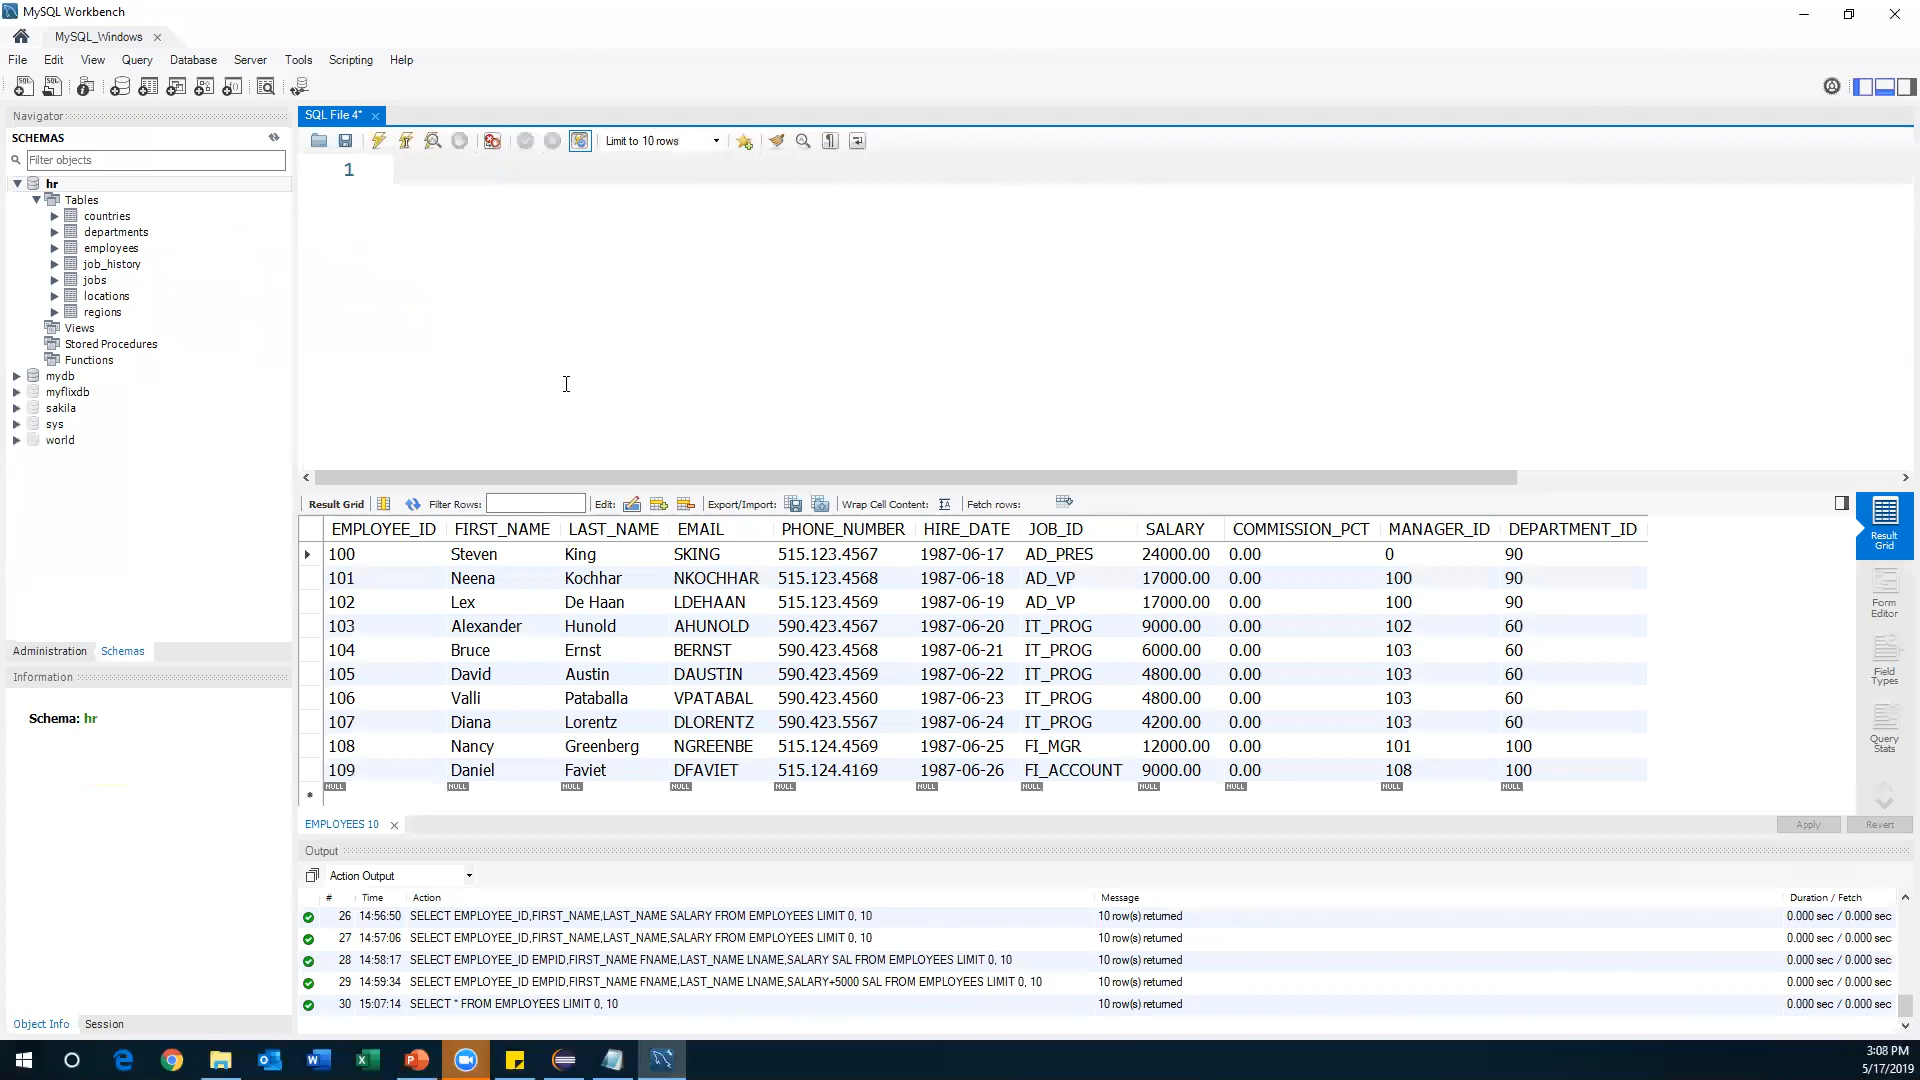 MySQL Workbench
MySQL_Windows
File Edit View Query Database Server Tools Scripting Help
Navigator
SQL File 4*
SCHEMAS
Limit to 10 rows
Filter objects
1
hr
Tables
countries
departments
employees
job_history
jobs
locations
regions
Views
Stored Procedures
Functions
mydb
myflixdb
sakila
sys
world
Result Grid Filter Rows: Edit: Export/Import: Wrap Cell Content: Fetch rows:
EMPLOYEE_ID FIRST_NAME LAST_NAME EMAIL PHONE_NUMBER HIRE_DATE JOB_ID SALARY COMMISSION_PCT MANAGER_ID DEPARTMENT_ID
100 Steven King SKING 515.123.4567 1987-06-17 AD_PRES 24000.00 0.00 0 90
101 Neena Kochhar NKOCHHAR 515.123.4568 1987-06-18 AD_VP 17000.00 0.00 100 90
102 Lex De Haan LDEHAAN 515.123.4569 1987-06-19 AD_VP 17000.00 0.00 100 90
103 Alexander Hunold AHUNOLD 590.423.4567 1987-06-20 IT_PROG 9000.00 0.00 102 60
104 Bruce Ernst BERNST 590.423.4568 1987-06-21 IT_PROG 6000.00 0.00 103 60
105 David Austin DAUSTIN 590.423.4569 1987-06-22 IT_PROG 4800.00 0.00 103 60
106 Valli Pataballa VPATABAL 590.423.4560 1987-06-23 IT_PROG 4800.00 0.00 103 60
107 Diana Lorentz DLORENTZ 590.423.5567 1987-06-24 IT_PROG 4200.00 0.00 103 60
108 Nancy Greenberg NGREENBE 515.124.4569 1987-06-25 FI_MGR 12000.00 0.00 101 100
109 Daniel Faviet DFAVIET 515.124.4169 1987-06-26 FI_ACCOUNT 9000.00 0.00 108 100
NULL NULL NULL NULL NULL NULL NULL NULL NULL NULL NULL
Result
Grid
Form
Editor
Field
Types
Query
Stats
Administration Schemas
Information
Schema: hr
EMPLOYEES 10
Apply Revert
Output
Action Output
# Time Action Message Duration / Fetch
26 14:56:50 SELECT EMPLOYEE_ID,FIRST_NAME,LAST_NAME SALARY FROM EMPLOYEES LIMIT 0, 10 10 row(s) returned 0.000 sec / 0.000 sec
27 14:57:06 SELECT EMPLOYEE_ID,FIRST_NAME,LAST_NAME,SALARY FROM EMPLOYEES LIMIT 0, 10 10 row(s) returned 0.000 sec / 0.000 sec
28 14:58:17 SELECT EMPLOYEE_ID EMPID,FIRST_NAME FNAME,LAST_NAME LNAME,SALARY SAL FROM EMPLOYEES LIMIT 0, 10 10 row(s) returned 0.000 sec / 0.000 sec
29 14:59:34 SELECT EMPLOYEE_ID EMPID,FIRST_NAME FNAME,LAST_NAME LNAME,SALARY+5000 SAL FROM EMPLOYEES LIMIT 0, 10 10 row(s) returned 0.000 sec / 0.000 sec
30 15:07:14 SELECT * FROM EMPLOYEES LIMIT 0, 10 10 row(s) returned 0.000 sec / 0.000 sec
Object Info Session
3:08 PM
5/17/2019